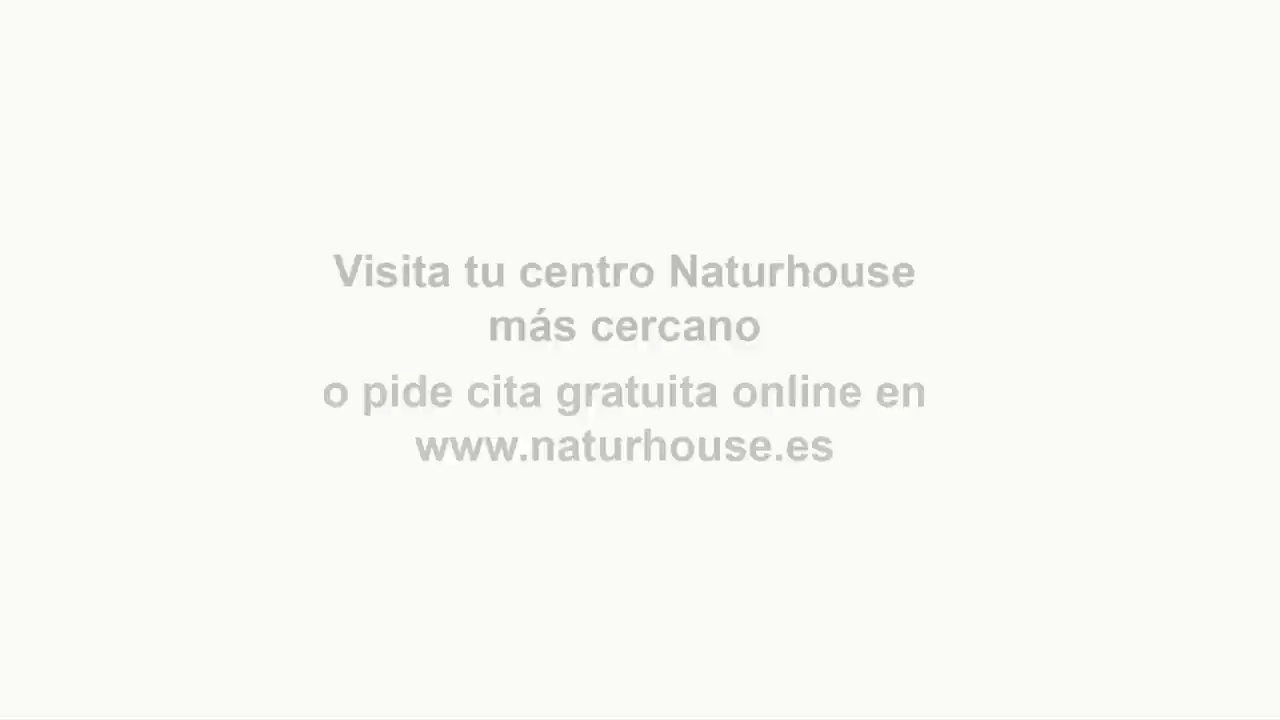 Visita tu centro Naturhouse
más cercano
o pide cita gratuita online en
www.naturhouse.es